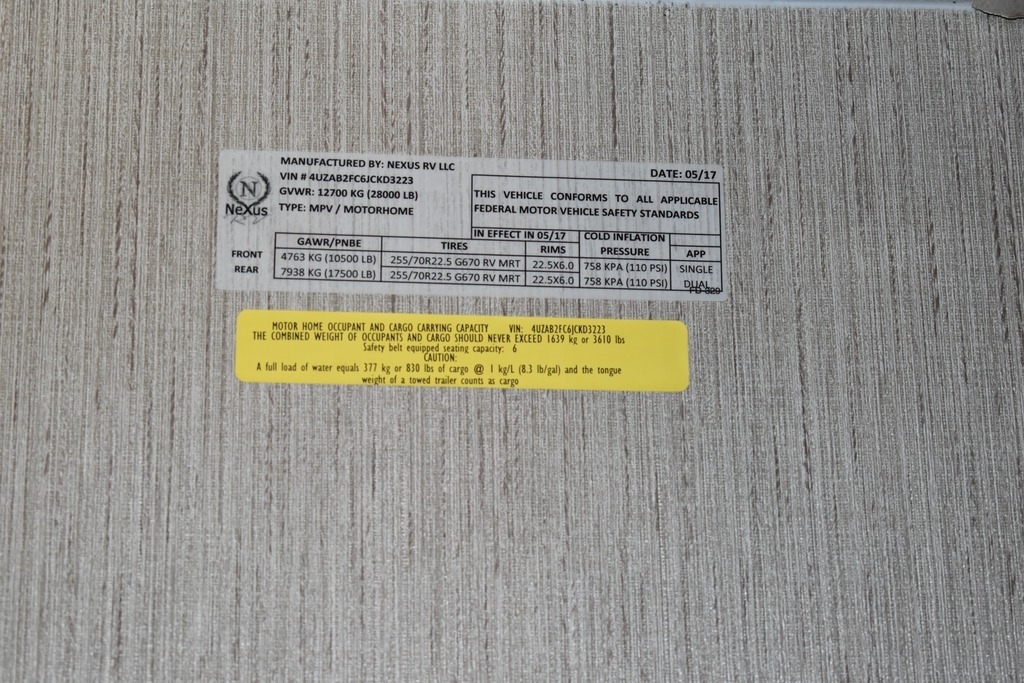 MANUFACTURED BY: NEXUS RV LLC
DATE: 05/17
VIN # 4UZAB2FC6JCKD3223
GVWR: 12700 KG (28000 LB)
TYPE: MPV / MOTORHOME
N
NeXus
RV
THIS VEHICLE CONFORMS TO ALL APPLICABLE
FEDERAL MOTOR VEHICLE SAFETY STANDARDS
IN EFFECT IN 05/17
GAWR/PNBE TIRES RIMS COLD INFLATION PRESSURE APP
FRONT 4763 KG (10500 LB) 255/70R22.5 G670 RV MRT 22.5X6.0 758 KPA (110 PSI) SINGLE
REAR 7938 KG (17500 LB) 255/70R22.5 G670 RV MRT 22.5X6.0 758 KPA (110 PSI) DUAL
MOTOR HOME OCCUPANT AND CARGO CARRYING CAPACITY VIN: 4UZAB2FC6JCKD3223
THE COMBINED WEIGHT OF OCCUPANTS AND CARGO SHOULD NEVER EXCEED 1639 kg or 3610 lbs
Safety belt equipped seating capacity: 6
CAUTION:
A full load of water equals 377 kg or 830 lbs of cargo @ 1 kg/L (8.3 lb/gal) and the tongue
weight of a towed trailer counts as cargo